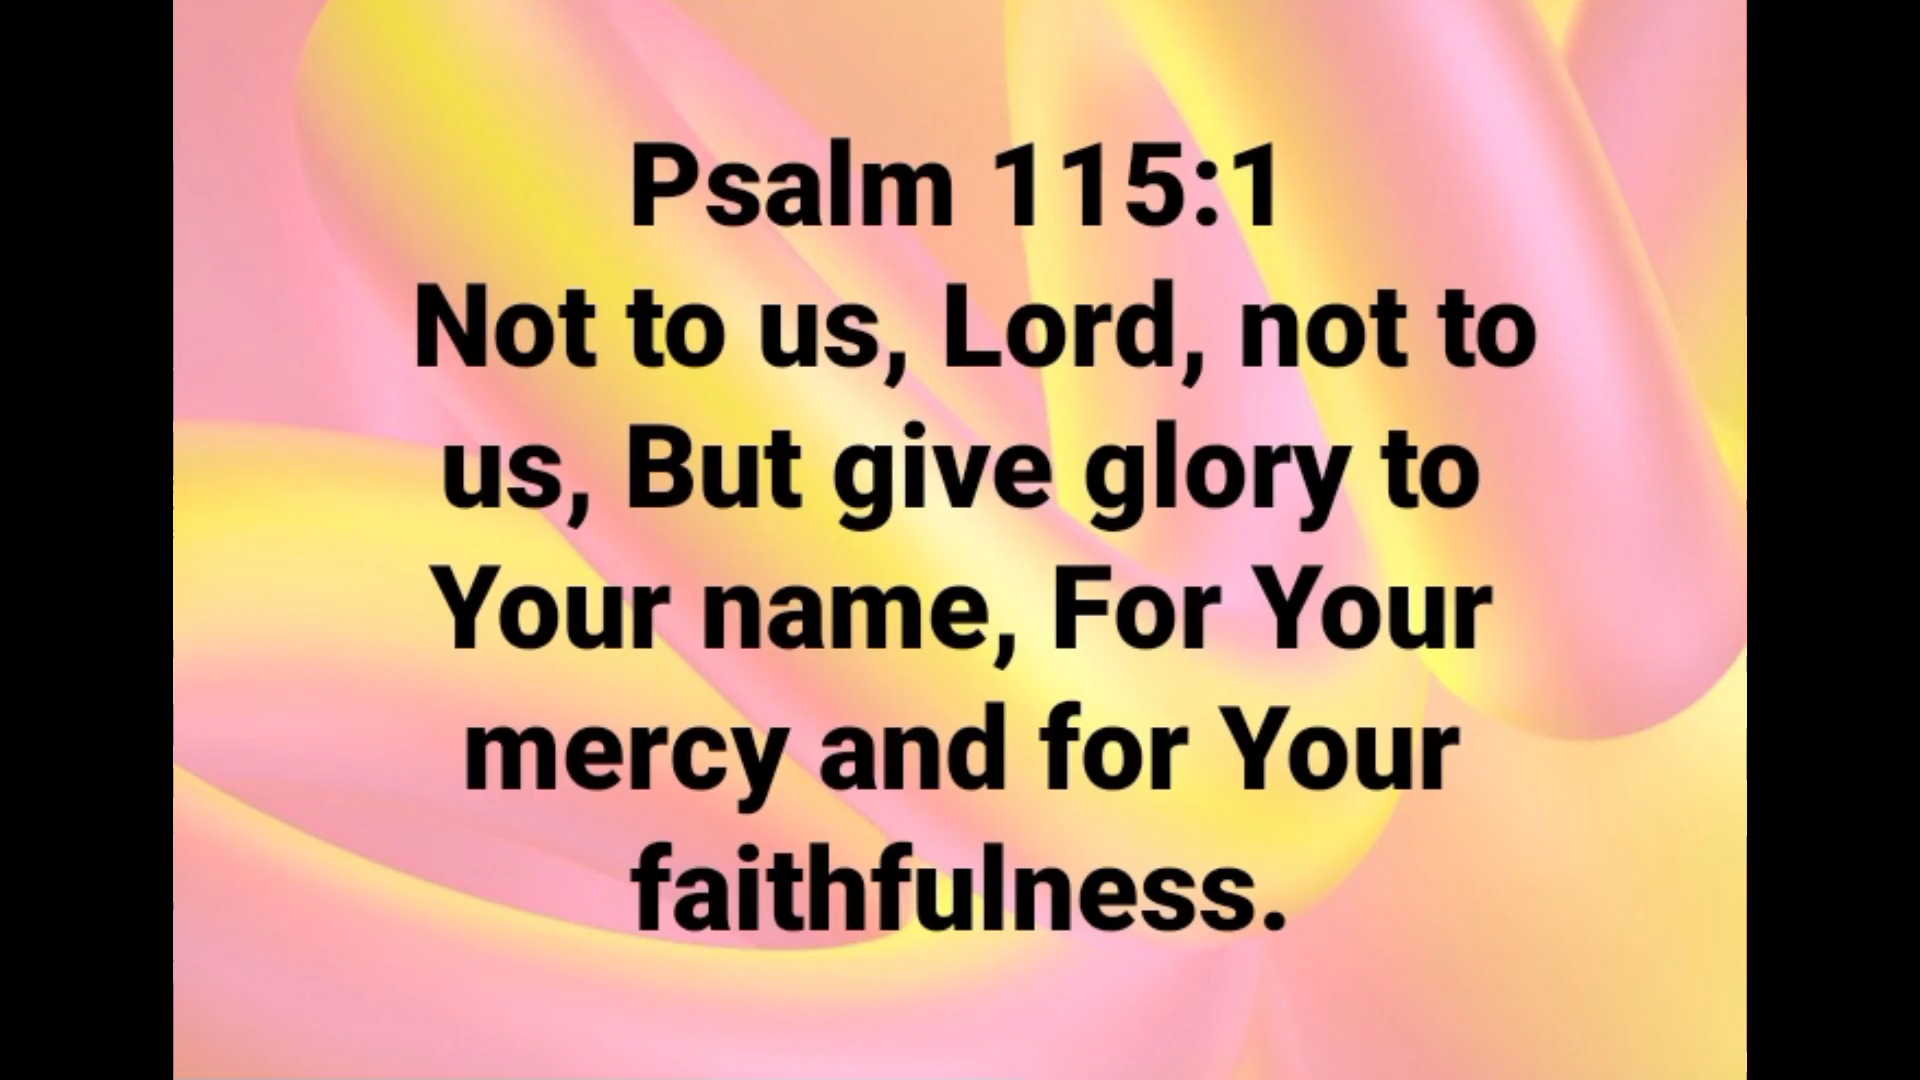 Psalm 115:1
Not to us, Lord, not to
us, But give glory to
Your name, For Your
mercy and for Your
faithfulness.